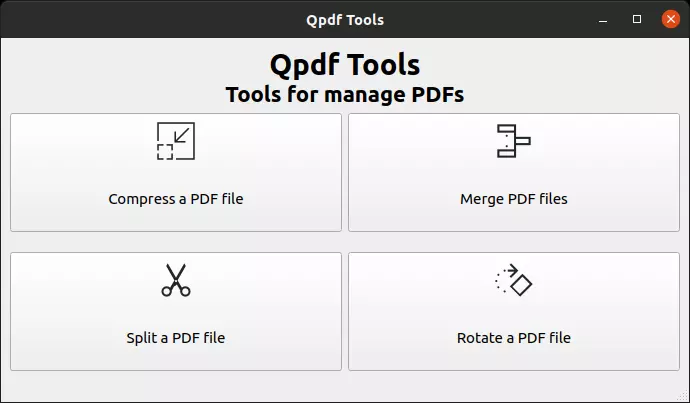 Qpdf Tools
Qpdf Tools
Tools for manage PDFs
Compress a PDF file
Merge PDF files
Split a PDF file
Rotate a PDF file